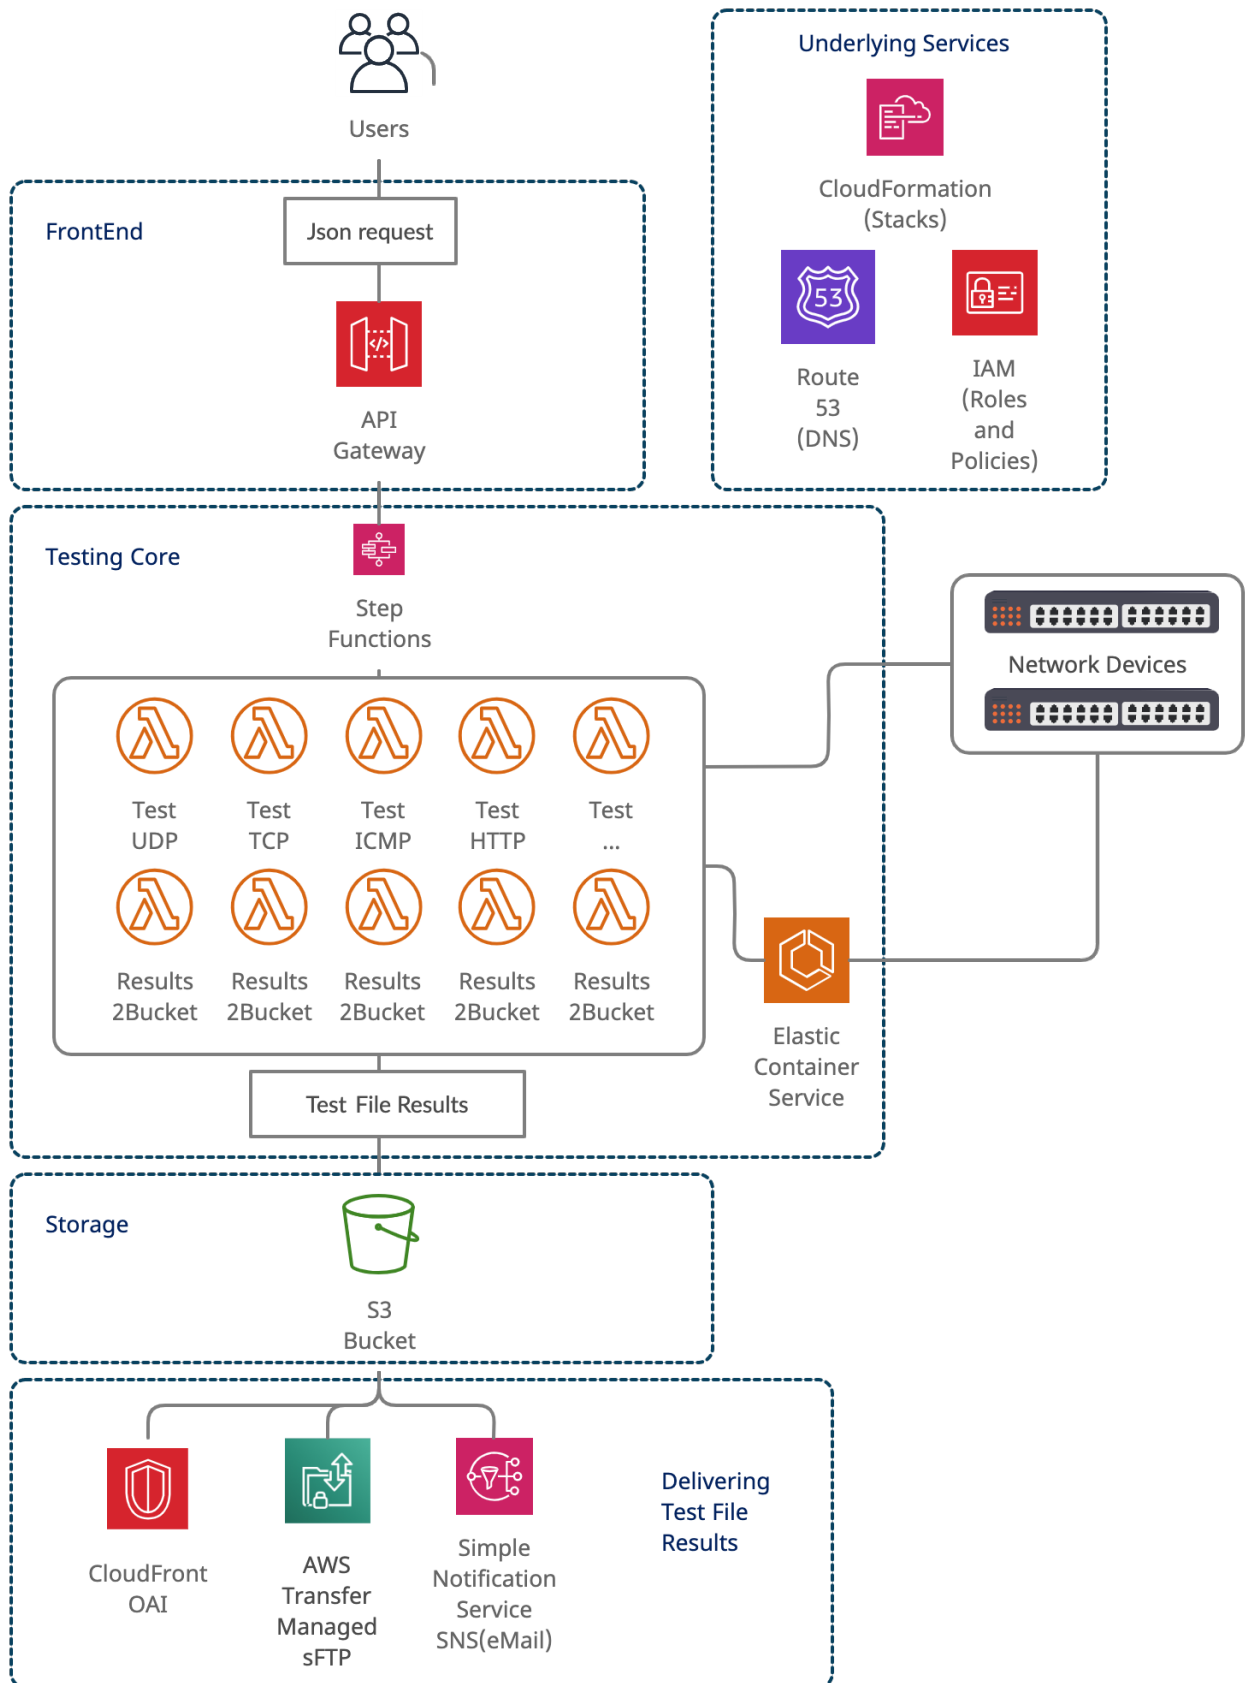 Users
Underlying Services
CloudFormation
(Stacks)
53
Route
53
(DNS)
IAM
(Roles
and
Policies)
FrontEnd
Json request
</>
API
Gateway
Testing Core
Step
Functions
Network Devices
Test
UDP
Test
TCP
Test
ICMP
Test
HTTP
Test
...
Results
2Bucket
Results
2Bucket
Results
2Bucket
Results
2Bucket
Results
2Bucket
Elastic
Container
Service
Test File Results
Storage
S3
Bucket
CloudFront
OAI
AWS
Transfer
Managed
sFTP
Simple
Notification
Service
SNS(eMail)
Delivering
Test File
Results